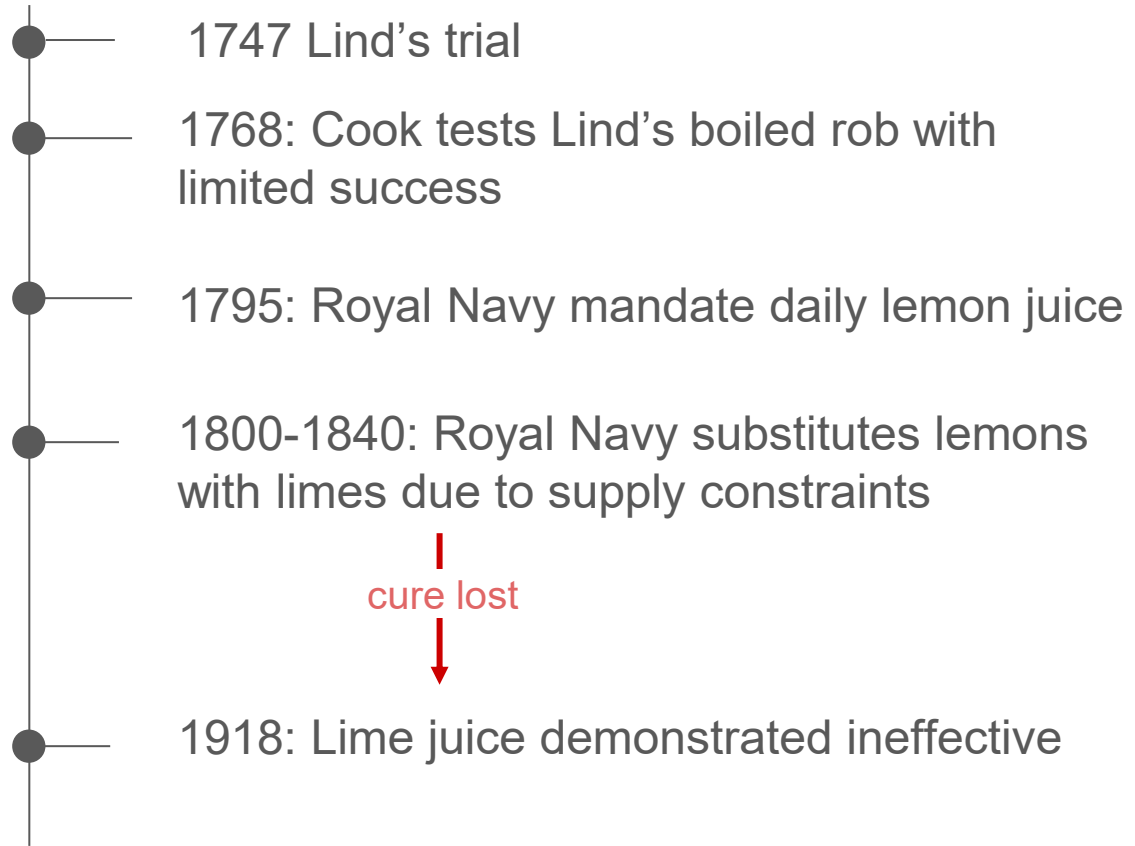 1747 Lind’s trial
1768: Cook tests Lind’s boiled rob with
limited success
1795: Royal Navy mandate daily lemon juice
1800-1840: Royal Navy substitutes lemons
with limes due to supply constraints
cure lost
1918: Lime juice demonstrated ineffective